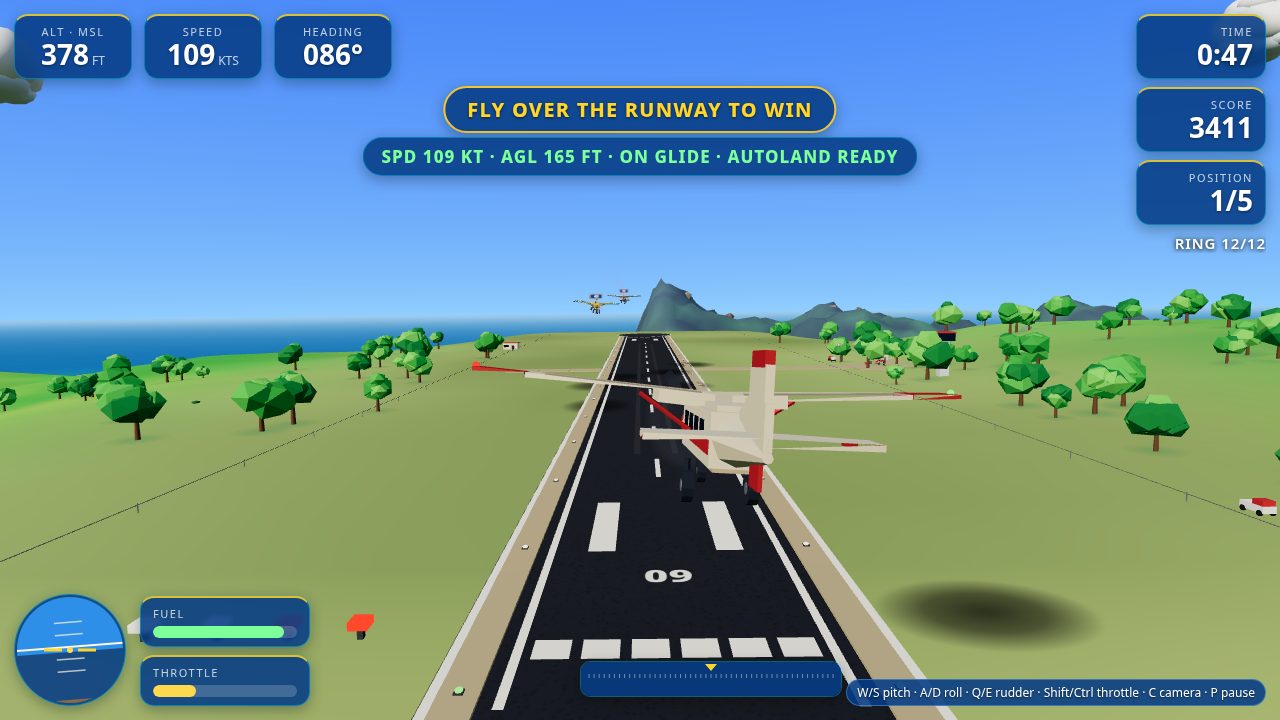 ALT · MSL
378 FT
SPEED
109 KTS
HEADING
086°
TIME
0:47
SCORE
3411
POSITION
1/5
RING 12/12
FLY OVER THE RUNWAY TO WIN
SPD 109 KT · AGL 165 FT · ON GLIDE · AUTOLAND READY
09
FUEL
THROTTLE
W/S pitch · A/D roll · Q/E rudder · Shift/Ctrl throttle · C camera · P pause